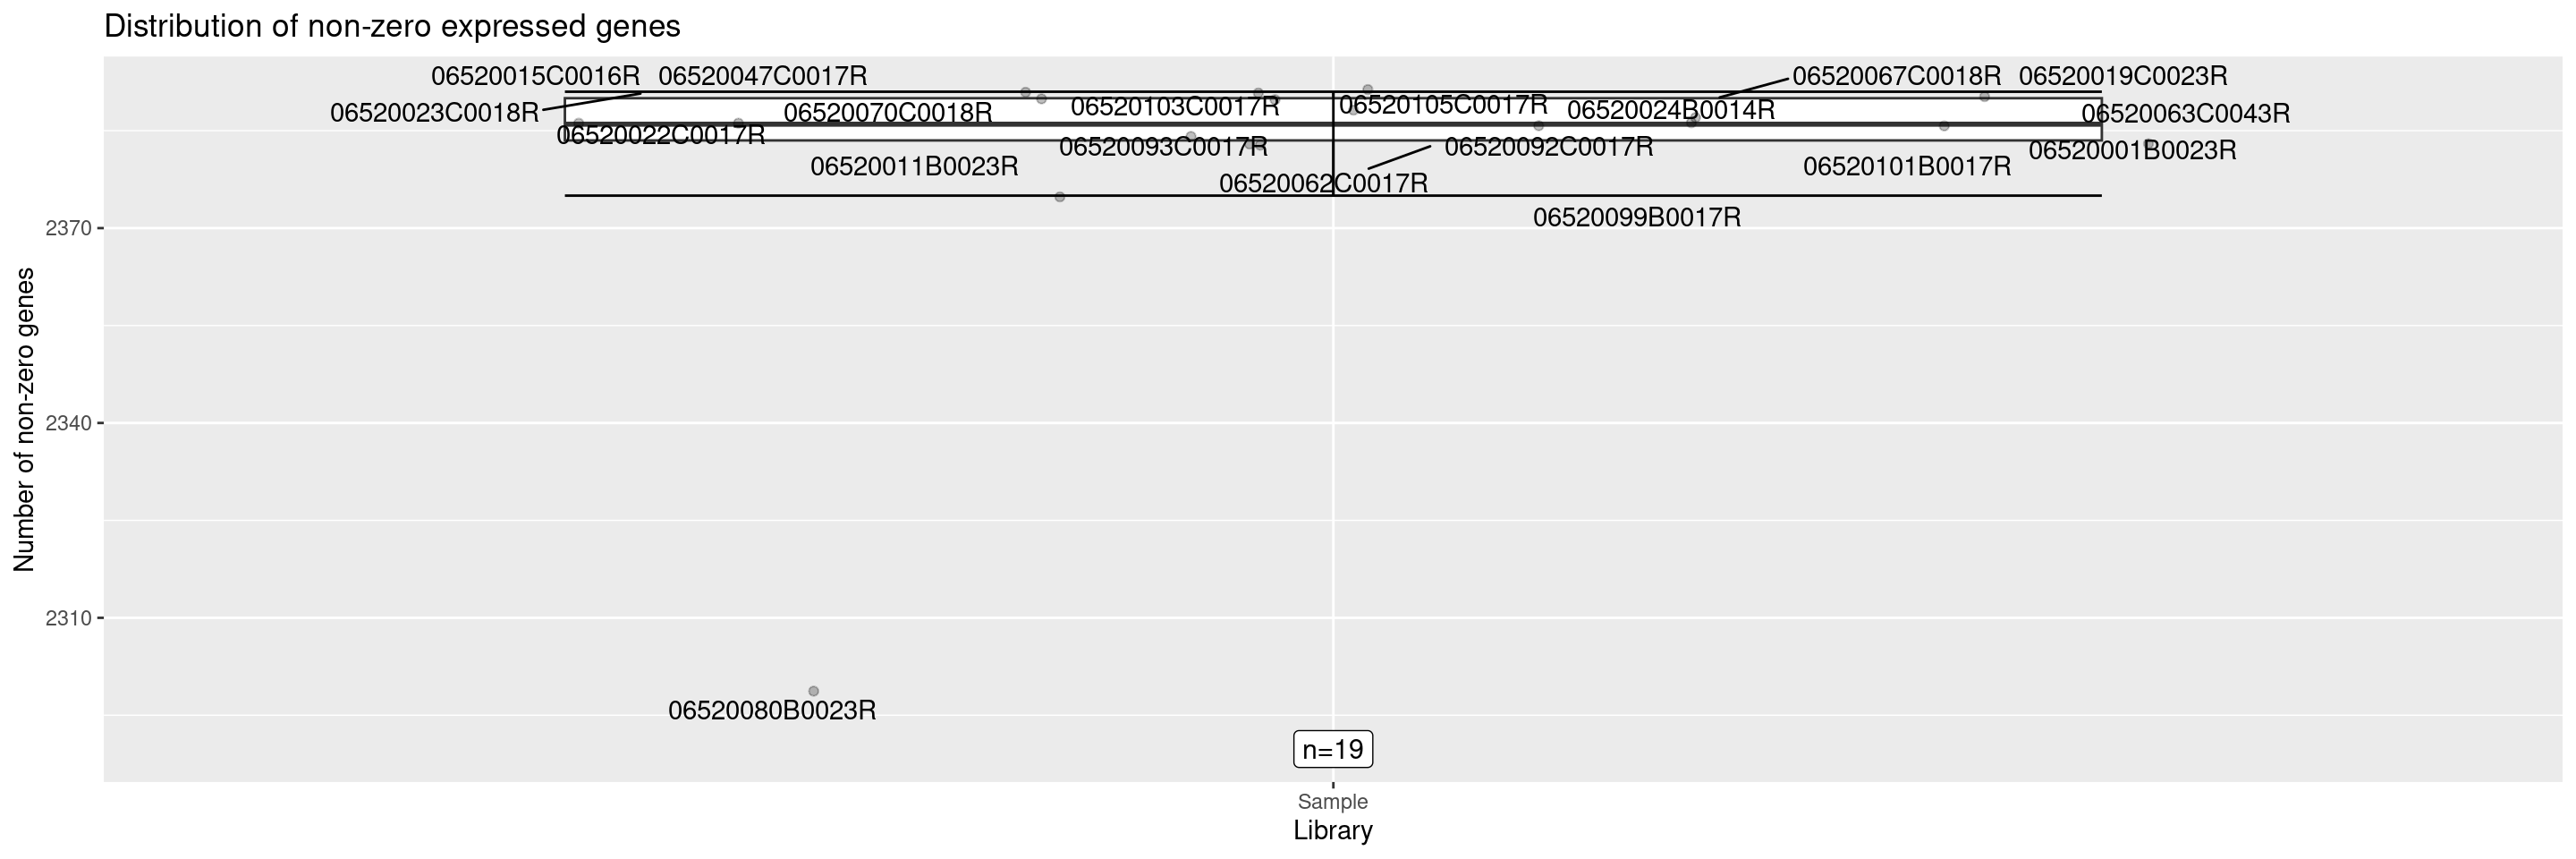 Distribution of non-zero expressed genes
06520015C0016R 06520047C0017R 06520067C0018R 06520019C0023R
06520023C0018R 06520070C0018R 06520103C0017R 06520105C0017R 06520024B0014R 06520063C0043R
06520022C0017R 06520093C0017R 06520092C0017R 06520001B0023R
06520011B0023R 06520101B0017R
06520062C0017R
06520099B0017R
2370
2340
2310
Number of non-zero genes
06520080B0023R
n=19
Sample
Library